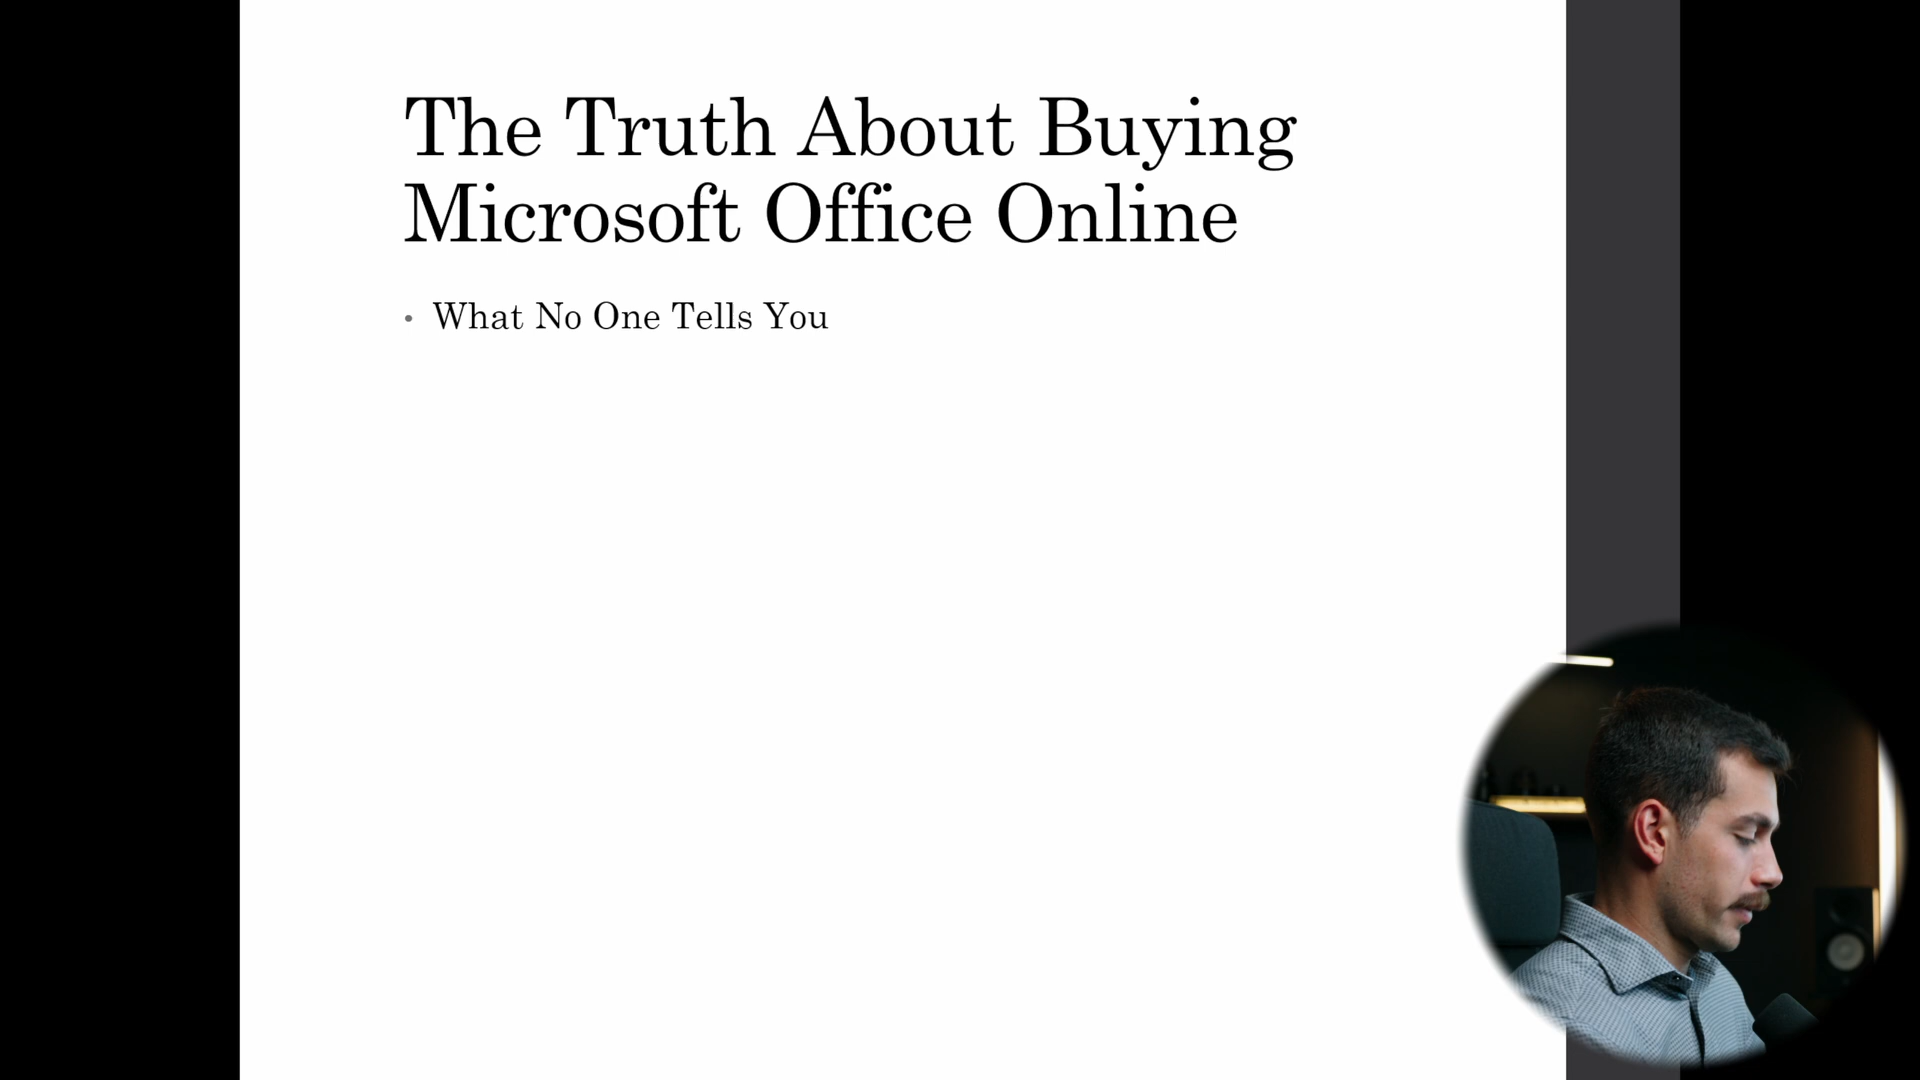 The Truth About Buying
Microsoft Office Online
• What No One Tells You